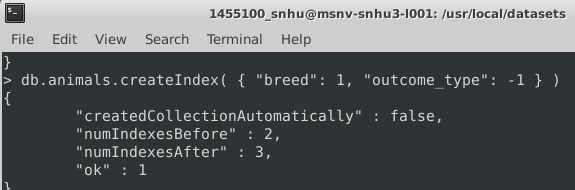 1455100_snhu@msnv-snhu3-l001: /usr/local/datasets
File Edit View Search Terminal Help
}
> db.animals.createIndex( { "breed": 1, "outcome_type": -1 } )
{
        "createdCollectionAutomatically" : false,
        "numIndexesBefore" : 2,
        "numIndexesAfter" : 3,
        "ok" : 1
}